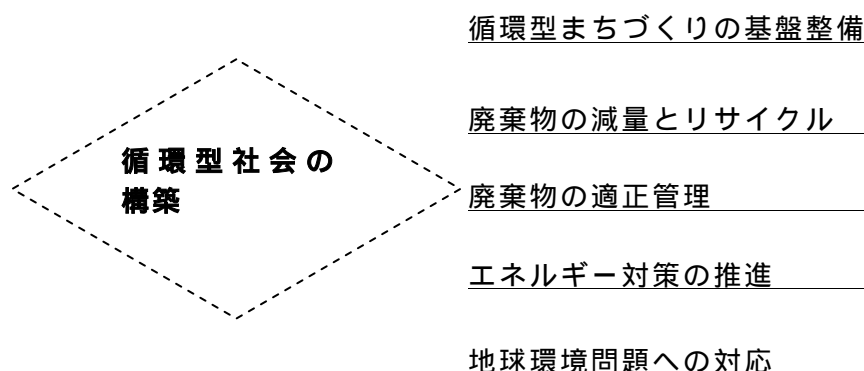 循環型まちづくりの基盤整備
廃棄物の減量とリサイクル
循環型社会の
構築
廃棄物の適正管理
エネルギー対策の推進
地球環境問題への対応